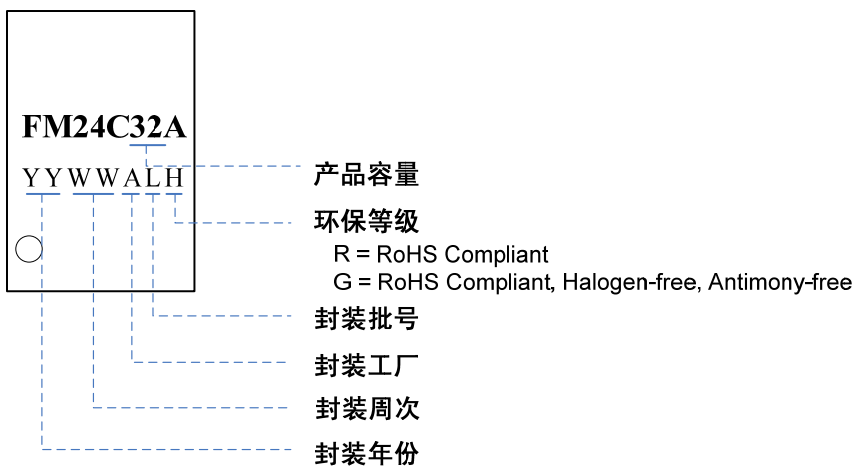 FM24C32A
YYWWALH
产品容量
环保等级
R = RoHS Compliant
G = RoHS Compliant, Halogen-free, Antimony-free
封装批号
封装工厂
封装周次
封装年份